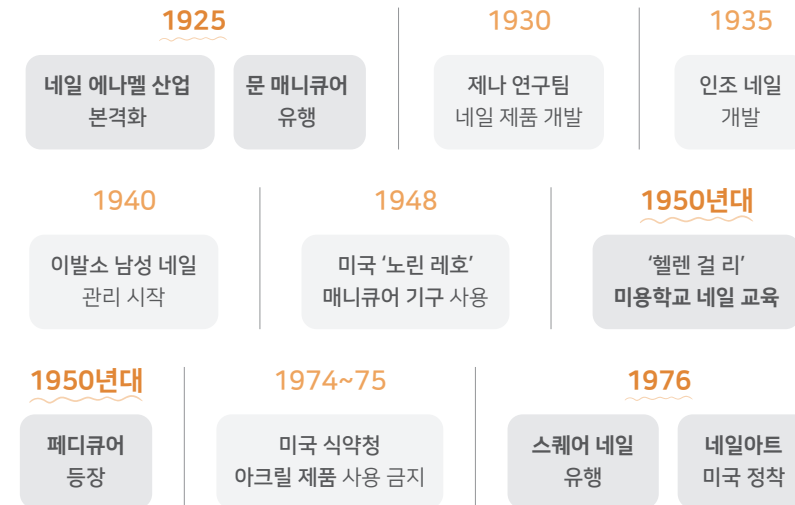 1925
네일 에나멜 산업
본격화
문 매니큐어
유행
1930
제나 연구팀
네일 제품 개발
1935
인조 네일
개발
1940
이발소 남성 네일
관리 시작
1948
미국 ‘노린 레호’
매니큐어 기구 사용
1950년대
‘헬렌 걸 리’
미용학교 네일 교육
1950년대
페디큐어
등장
1974~75
미국 식약청
아크릴 제품 사용 금지
1976
스퀘어 네일
유행
네일아트
미국 정착